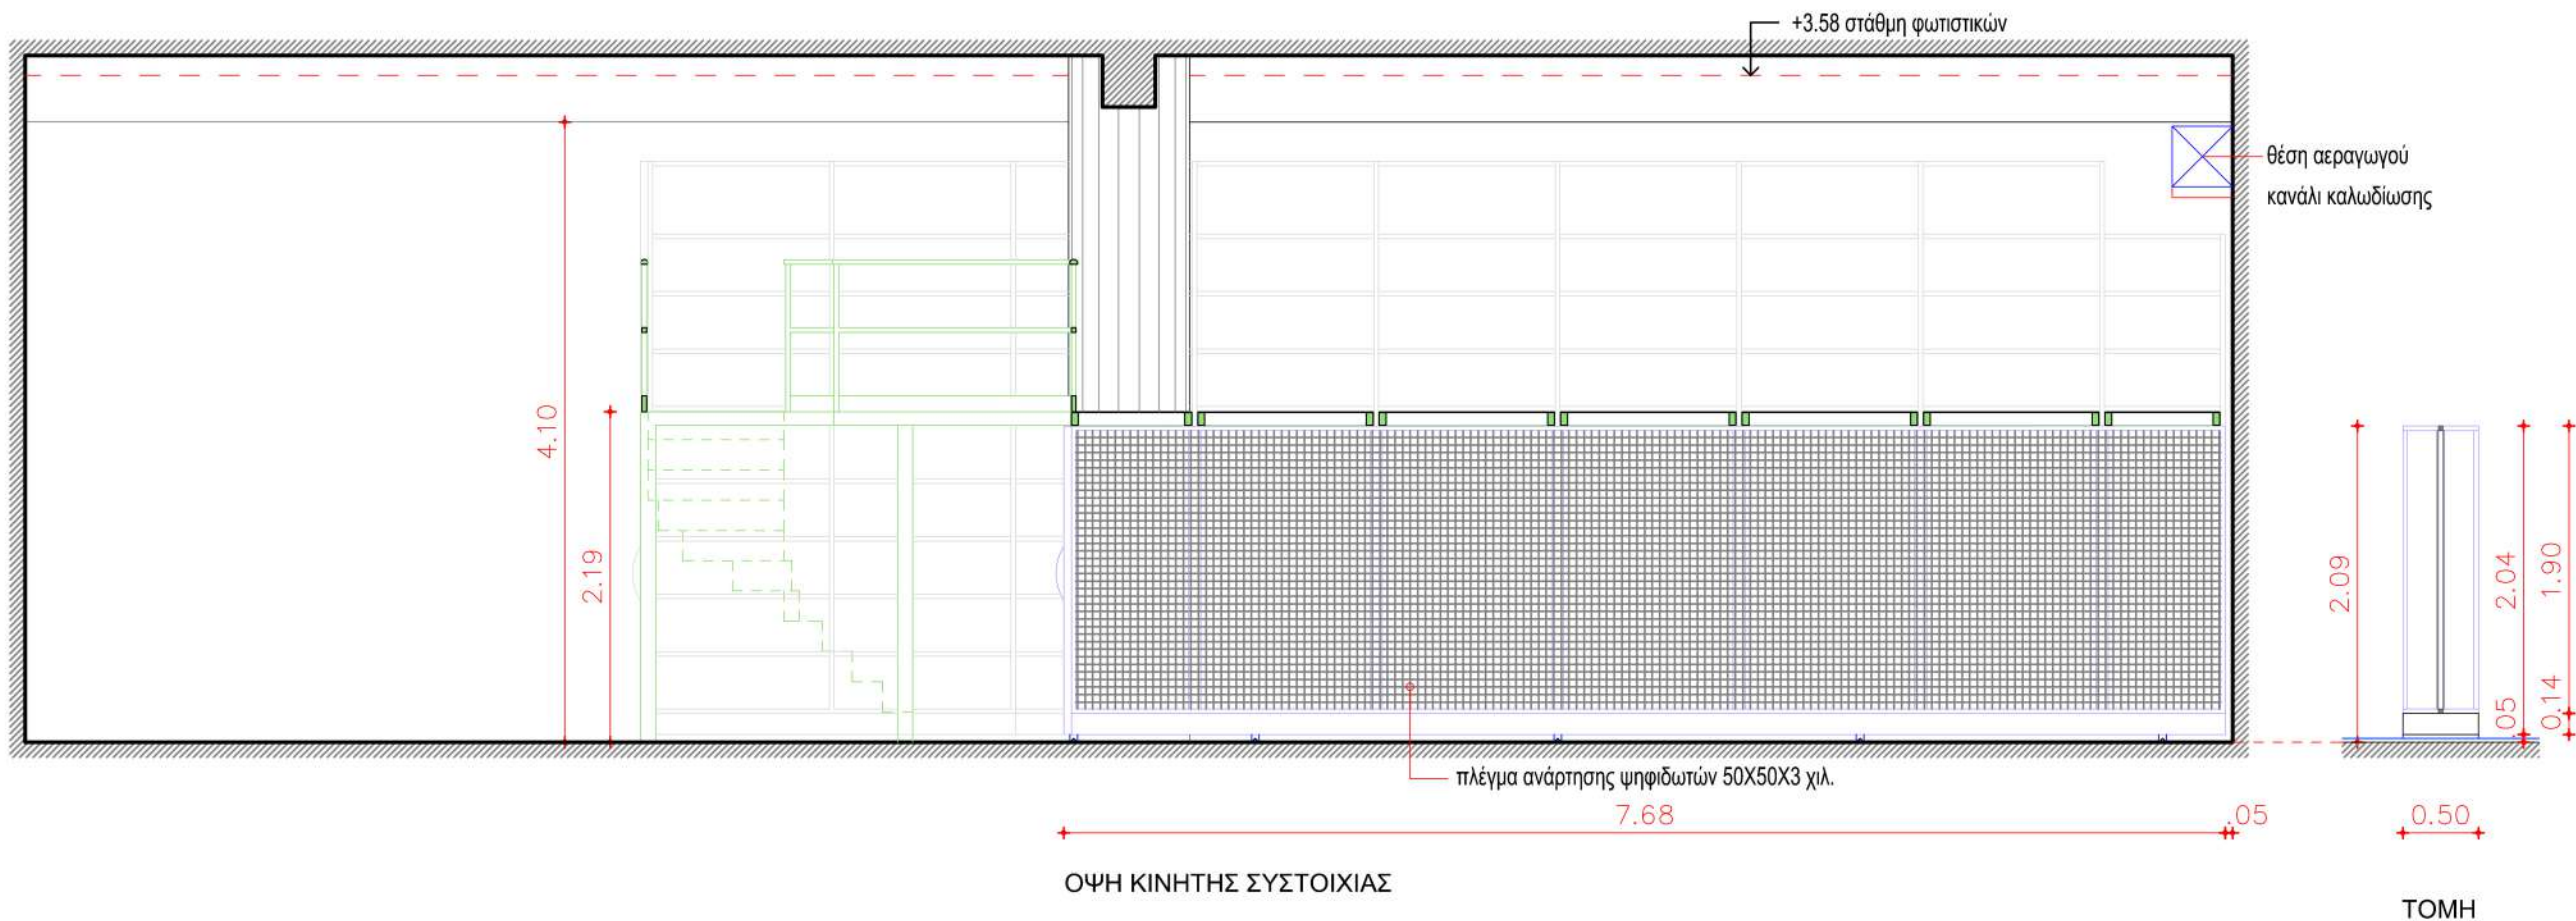 +3.58 στάθμη φωτιστικών
θέση αεραγωγού
κανάλι καλωδίωσης
4.10
2.19
2.09
2.04
1.90
.05
0.14
πλέγμα ανάρτησης ψηφιδωτών 50X50X3 χιλ.
7.68
.05
0.50
ΟΨΗ ΚΙΝΗΤΗΣ ΣΥΣΤΟΙΧΙΑΣ
ΤΟΜΗ